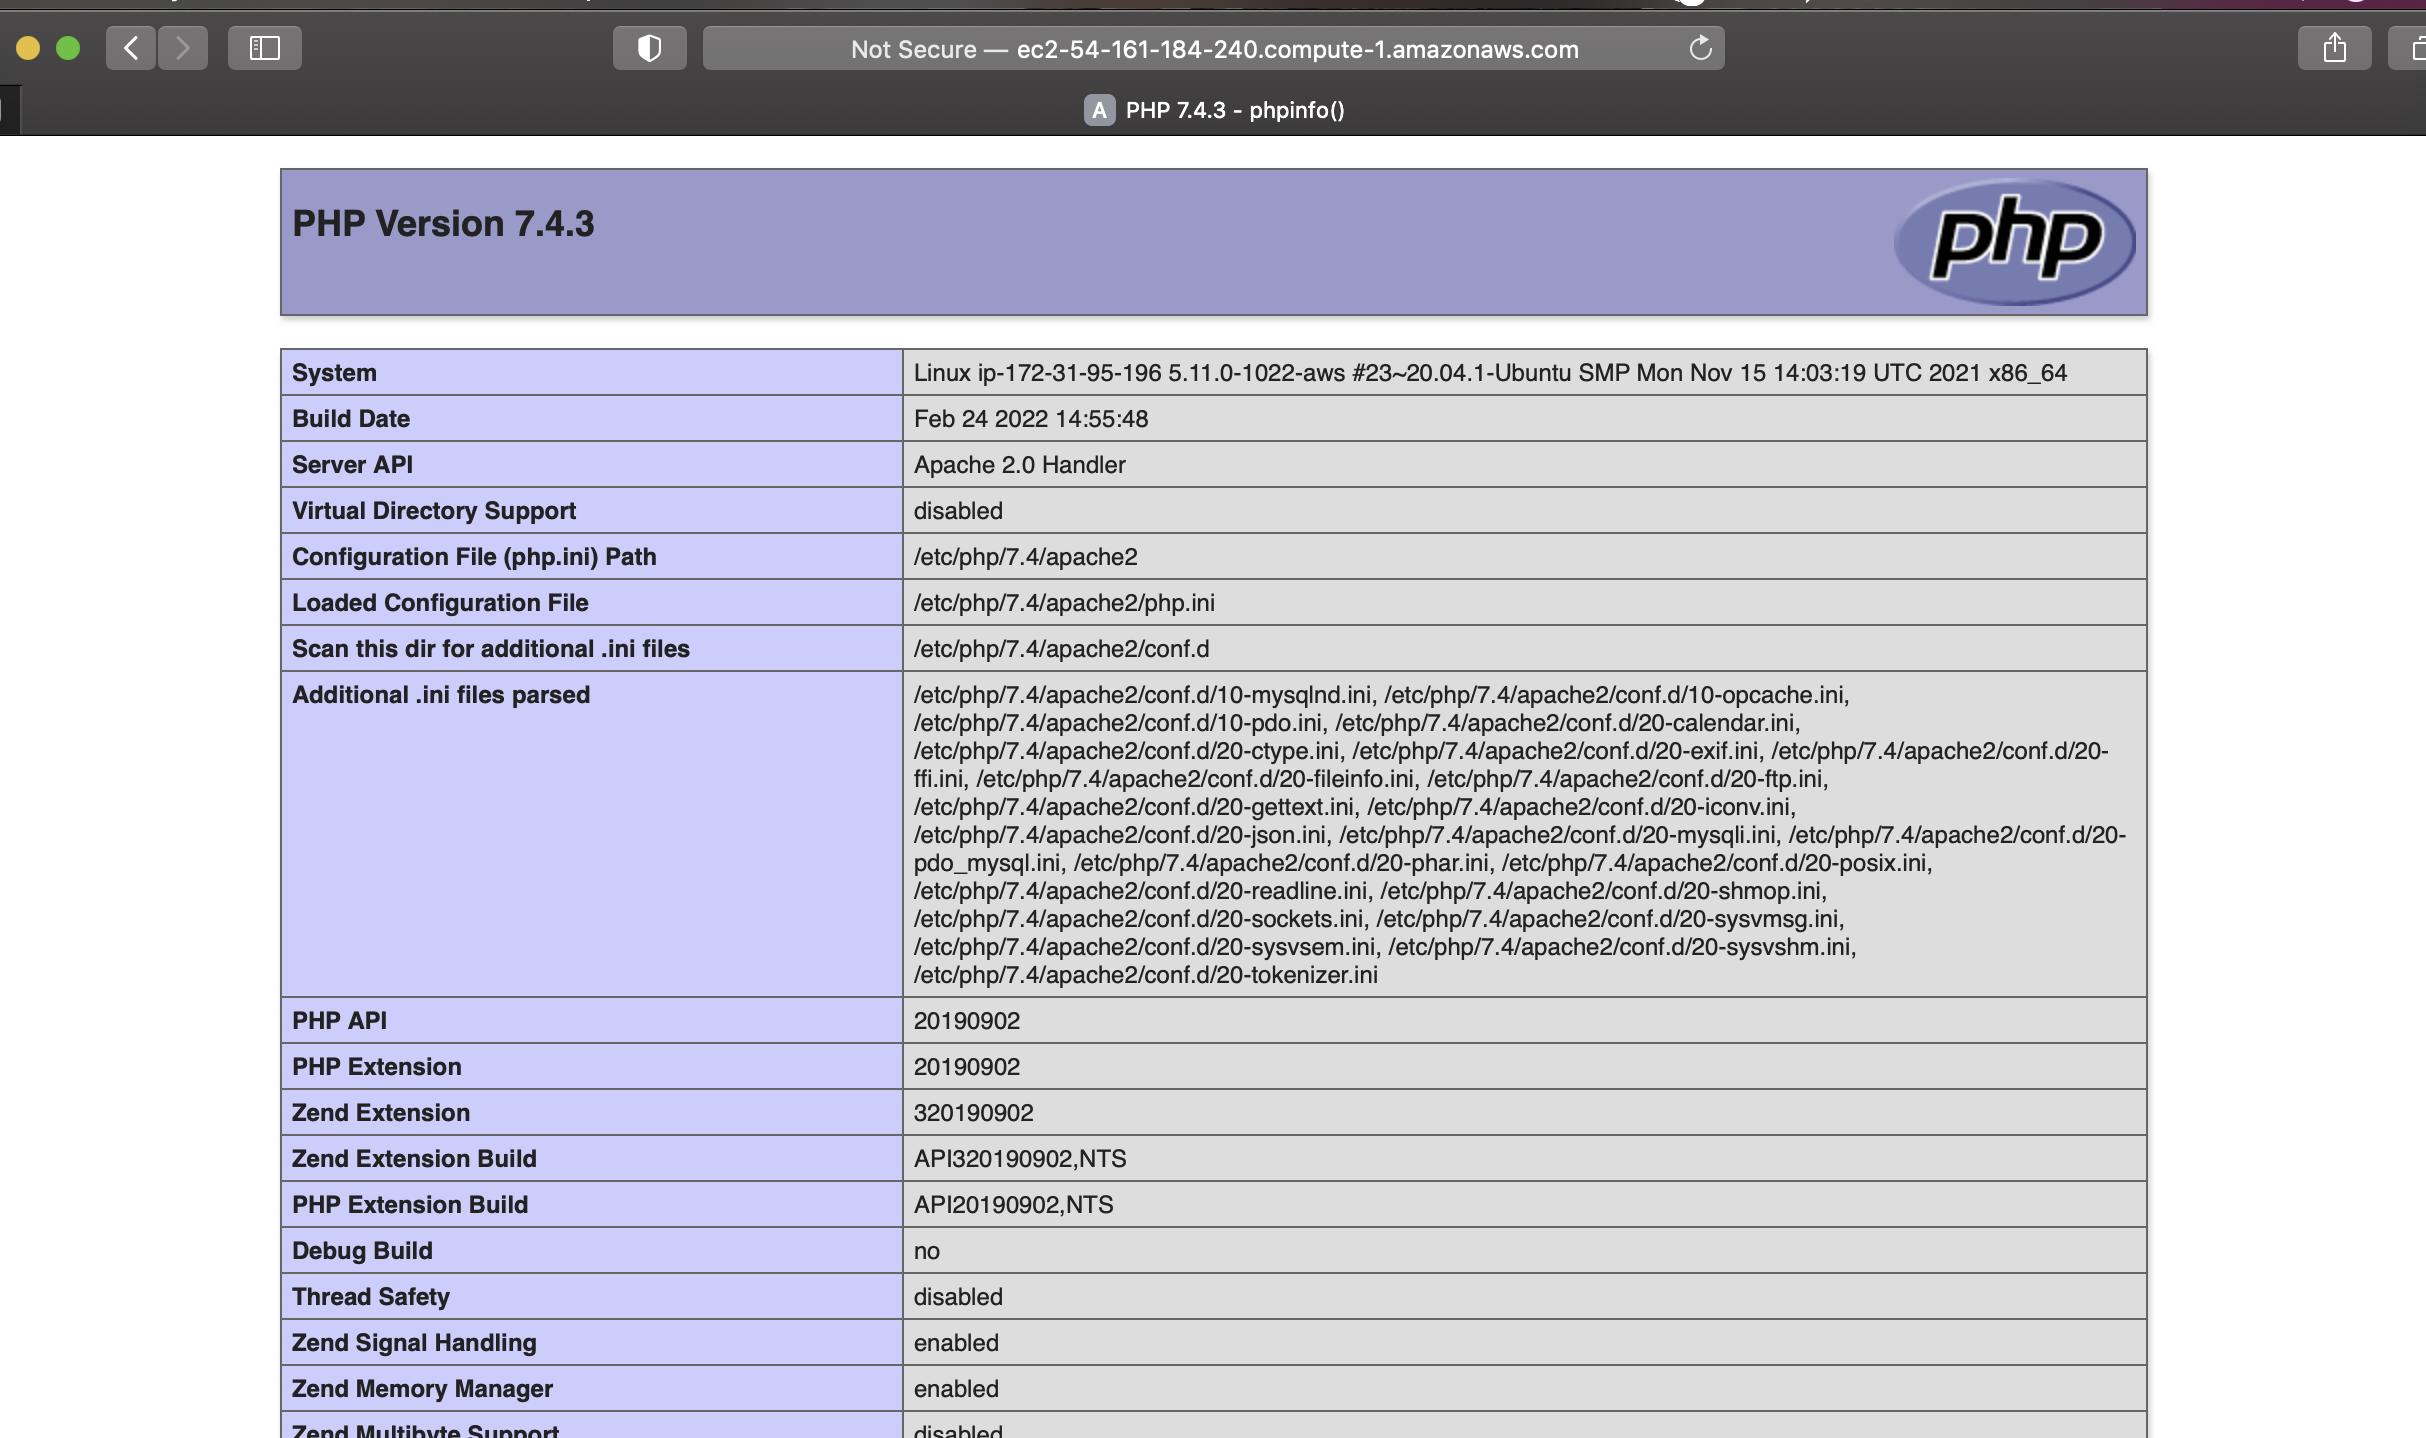 Not Secure — ec2-54-161-184-240.compute-1.amazonaws.com
A PHP 7.4.3 - phpinfo()
PHP Version 7.4.3
php
System Linux ip-172-31-95-196 5.11.0-1022-aws #23~20.04.1-Ubuntu SMP Mon Nov 15 14:03:19 UTC 2021 x86_64
Build Date Feb 24 2022 14:55:48
Server API Apache 2.0 Handler
Virtual Directory Support disabled
Configuration File (php.ini) Path /etc/php/7.4/apache2
Loaded Configuration File /etc/php/7.4/apache2/php.ini
Scan this dir for additional .ini files /etc/php/7.4/apache2/conf.d
Additional .ini files parsed /etc/php/7.4/apache2/conf.d/10-mysqlnd.ini, /etc/php/7.4/apache2/conf.d/10-opcache.ini,
/etc/php/7.4/apache2/conf.d/10-pdo.ini, /etc/php/7.4/apache2/conf.d/20-calendar.ini,
/etc/php/7.4/apache2/conf.d/20-ctype.ini, /etc/php/7.4/apache2/conf.d/20-exif.ini, /etc/php/7.4/apache2/conf.d/20-
ffi.ini, /etc/php/7.4/apache2/conf.d/20-fileinfo.ini, /etc/php/7.4/apache2/conf.d/20-ftp.ini,
/etc/php/7.4/apache2/conf.d/20-gettext.ini, /etc/php/7.4/apache2/conf.d/20-iconv.ini,
/etc/php/7.4/apache2/conf.d/20-json.ini, /etc/php/7.4/apache2/conf.d/20-mysqli.ini, /etc/php/7.4/apache2/conf.d/20-
pdo_mysql.ini, /etc/php/7.4/apache2/conf.d/20-phar.ini, /etc/php/7.4/apache2/conf.d/20-posix.ini,
/etc/php/7.4/apache2/conf.d/20-readline.ini, /etc/php/7.4/apache2/conf.d/20-shmop.ini,
/etc/php/7.4/apache2/conf.d/20-sockets.ini, /etc/php/7.4/apache2/conf.d/20-sysvmsg.ini,
/etc/php/7.4/apache2/conf.d/20-sysvsem.ini, /etc/php/7.4/apache2/conf.d/20-sysvshm.ini,
/etc/php/7.4/apache2/conf.d/20-tokenizer.ini
PHP API 20190902
PHP Extension 20190902
Zend Extension 320190902
Zend Extension Build API320190902,NTS
PHP Extension Build API20190902,NTS
Debug Build no
Thread Safety disabled
Zend Signal Handling enabled
Zend Memory Manager enabled
Zend Multibyte Support disabled